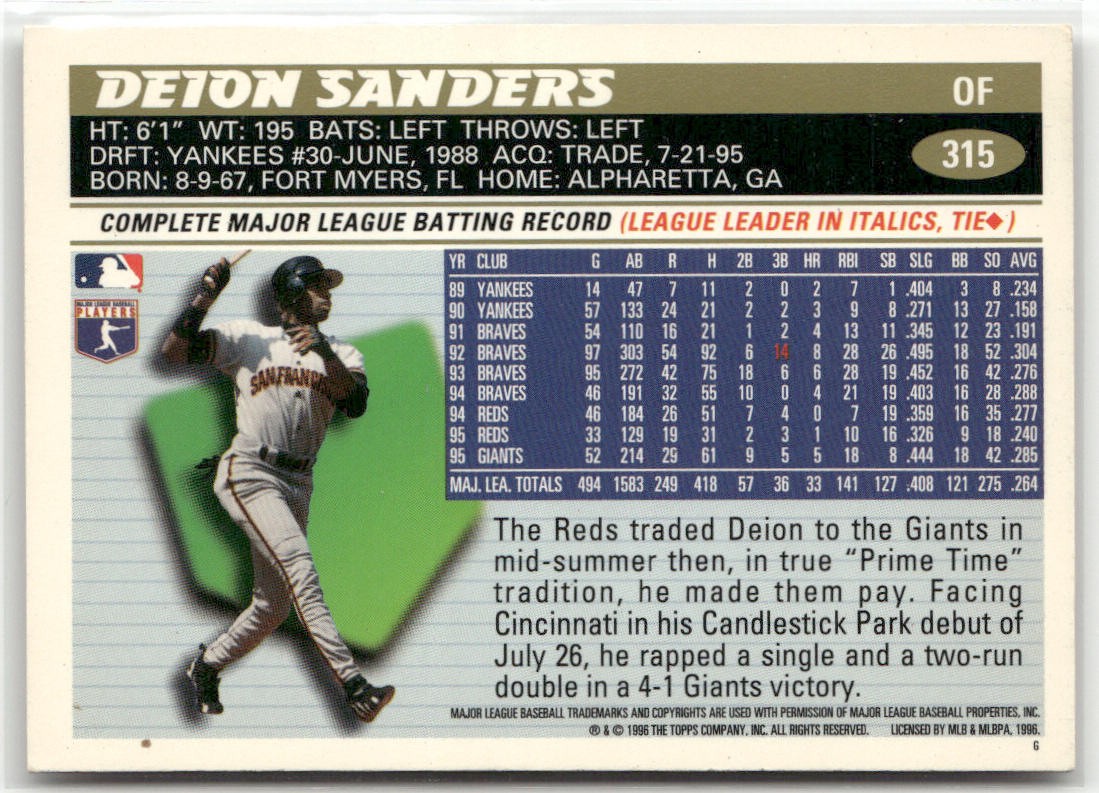 DEION SANDERS OF
HT: 6'1" WT: 195 BATS: LEFT THROWS: LEFT
DRFT: YANKEES #30-JUNE, 1988 ACQ: TRADE, 7-21-95
315
BORN: 8-9-67, FORT MYERS, FL HOME: ALPHARETTA, GA
COMPLETE MAJOR LEAGUE BATTING RECORD (LEAGUE LEADER IN ITALICS, TIE◆)
MAJOR LEAGUE BASEBALL
PLAYERS
SAN FRANCIS
YR CLUB G AB R H 2B 3B HR RBI SB SLG BB SO AVG
89 YANKEES 14 47 7 11 2 0 2 7 1 .404 3 8 .234
90 YANKEES 57 133 24 21 2 2 3 9 8 .271 13 27 .158
91 BRAVES 54 110 16 21 1 2 4 13 11 .345 12 23 .191
92 BRAVES 97 303 54 92 6 14 8 28 26 .495 18 52 .304
93 BRAVES 95 272 42 75 18 6 6 28 19 .452 16 42 .276
94 BRAVES 46 191 32 55 10 0 4 21 19 .403 16 28 .288
94 REDS 46 184 26 51 7 4 0 7 19 .359 16 35 .277
95 REDS 33 129 19 31 2 3 1 10 16 .326 9 18 .240
95 GIANTS 52 214 29 61 9 5 5 18 8 .444 18 42 .285
MAJ. LEA. TOTALS 494 1583 249 418 57 36 33 141 127 .408 121 275 .264
The Reds traded Deion to the Giants in
mid-summer then, in true "Prime Time"
tradition, he made them pay. Facing
Cincinnati in his Candlestick Park debut of
July 26, he rapped a single and a two-run
double in a 4-1 Giants victory.
MAJOR LEAGUE BASEBALL TRADEMARKS AND COPYRIGHTS ARE USED WITH PERMISSION OF MAJOR LEAGUE BASEBALL PROPERTIES, INC.
® & © 1996 THE TOPPS COMPANY, INC. ALL RIGHTS RESERVED. LICENSED BY MLB & MLBPA, 1996.
G